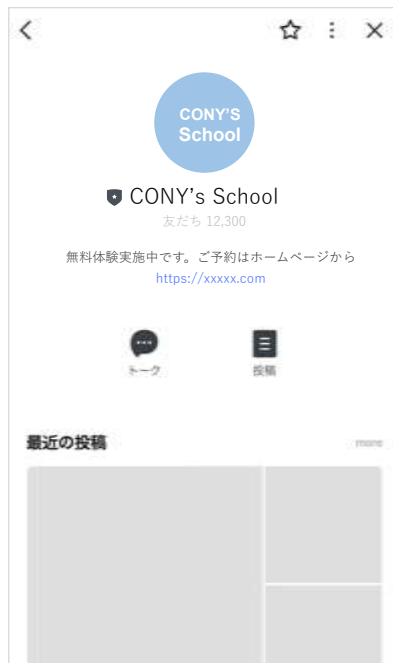 CONY'S
School
CONY’s School
友だち 12,300
無料体験実施中です。ご予約はホームページから
https://xxxxx.com
トーク
投稿
最近の投稿
more